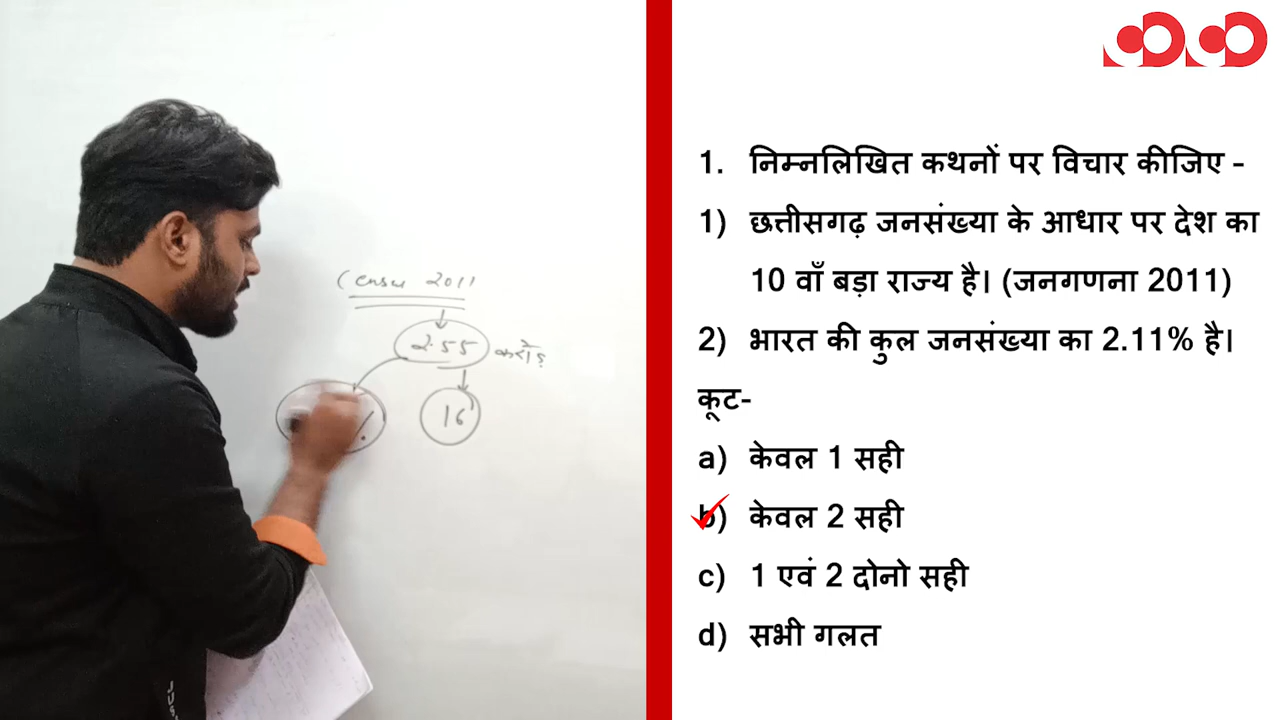 Census 2011
2.55 करोड़
16
%
1. निम्नलिखित कथनों पर विचार कीजिए -
1) छत्तीसगढ़ जनसंख्या के आधार पर देश का
10 वाँ बड़ा राज्य है। (जनगणना 2011)
2) भारत की कुल जनसंख्या का 2.11% है।
कूट-
a) केवल 1 सही
b) केवल 2 सही
c) 1 एवं 2 दोनो सही
d) सभी गलत